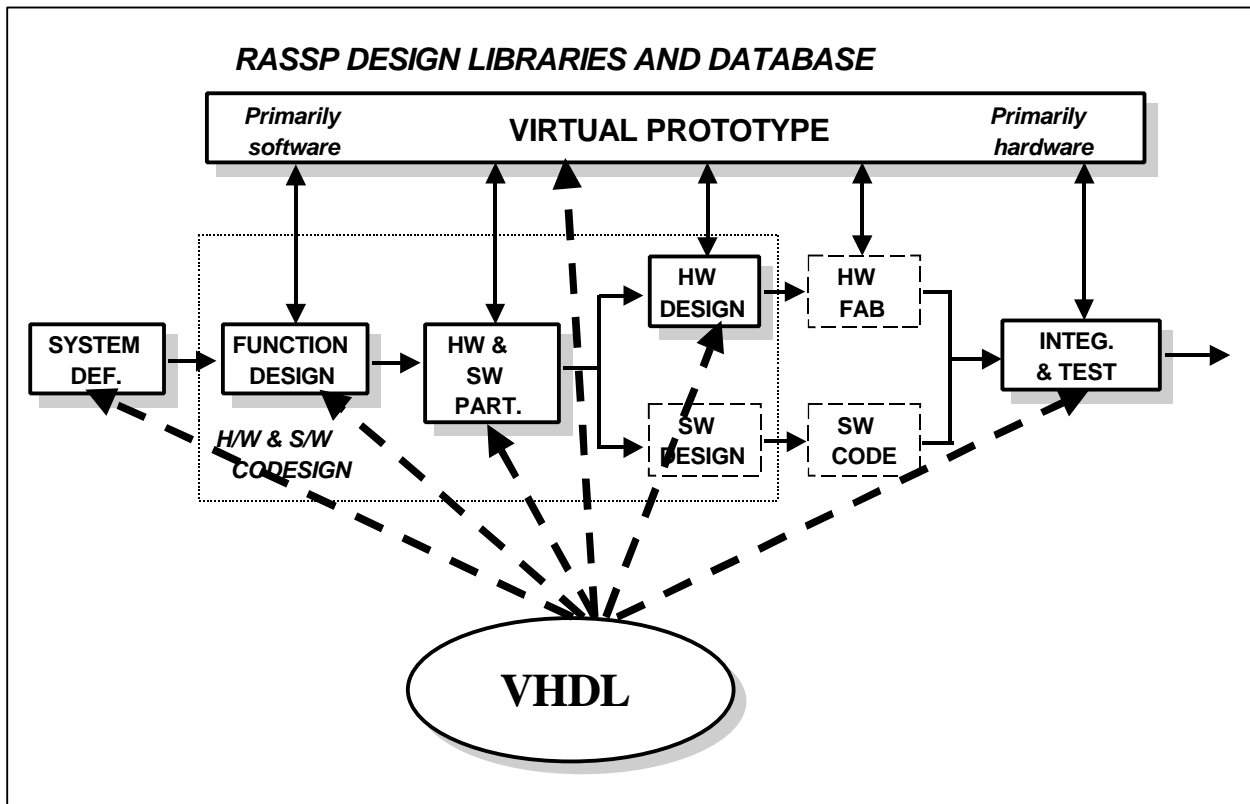 RASSP DESIGN LIBRARIES AND DATABASE
Primarily
software
VIRTUAL PROTOTYPE
Primarily
hardware
SYSTEM
DEF.
FUNCTION
DESIGN
HW &
SW
PART.
HW
DESIGN
HW
FAB
INTEG.
& TEST
SW
DESIGN
SW
CODE
H/W & S/W
CODESIGN
VHDL